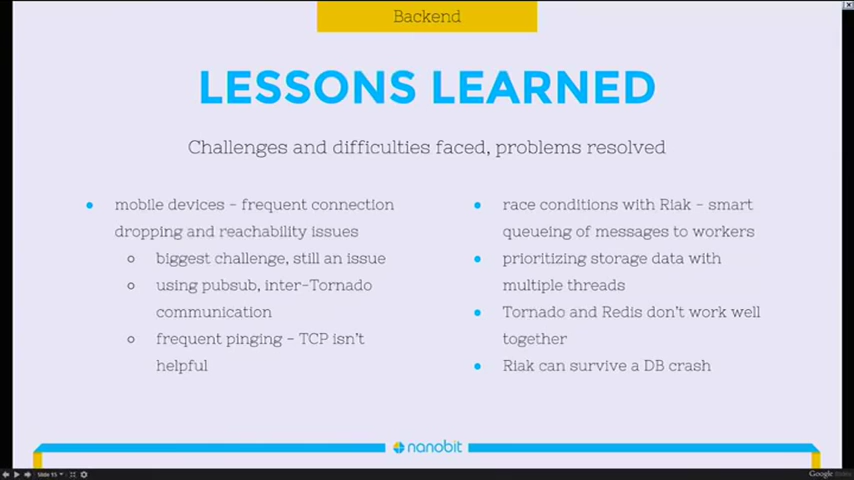 Backend
LESSONS LEARNED
Challenges and difficulties faced, problems resolved
mobile devices - frequent connection
dropping and reachability issues
biggest challenge, still an issue
using pubsub, inter-Tornado
communication
frequent pinging - TCP isn't
helpful
race conditions with Riak - smart
queueing of messages to workers
prioritizing storage data with
multiple threads
Tornado and Redis don't work well
together
Riak can survive a DB crash
nanobit
Slide 15
Google